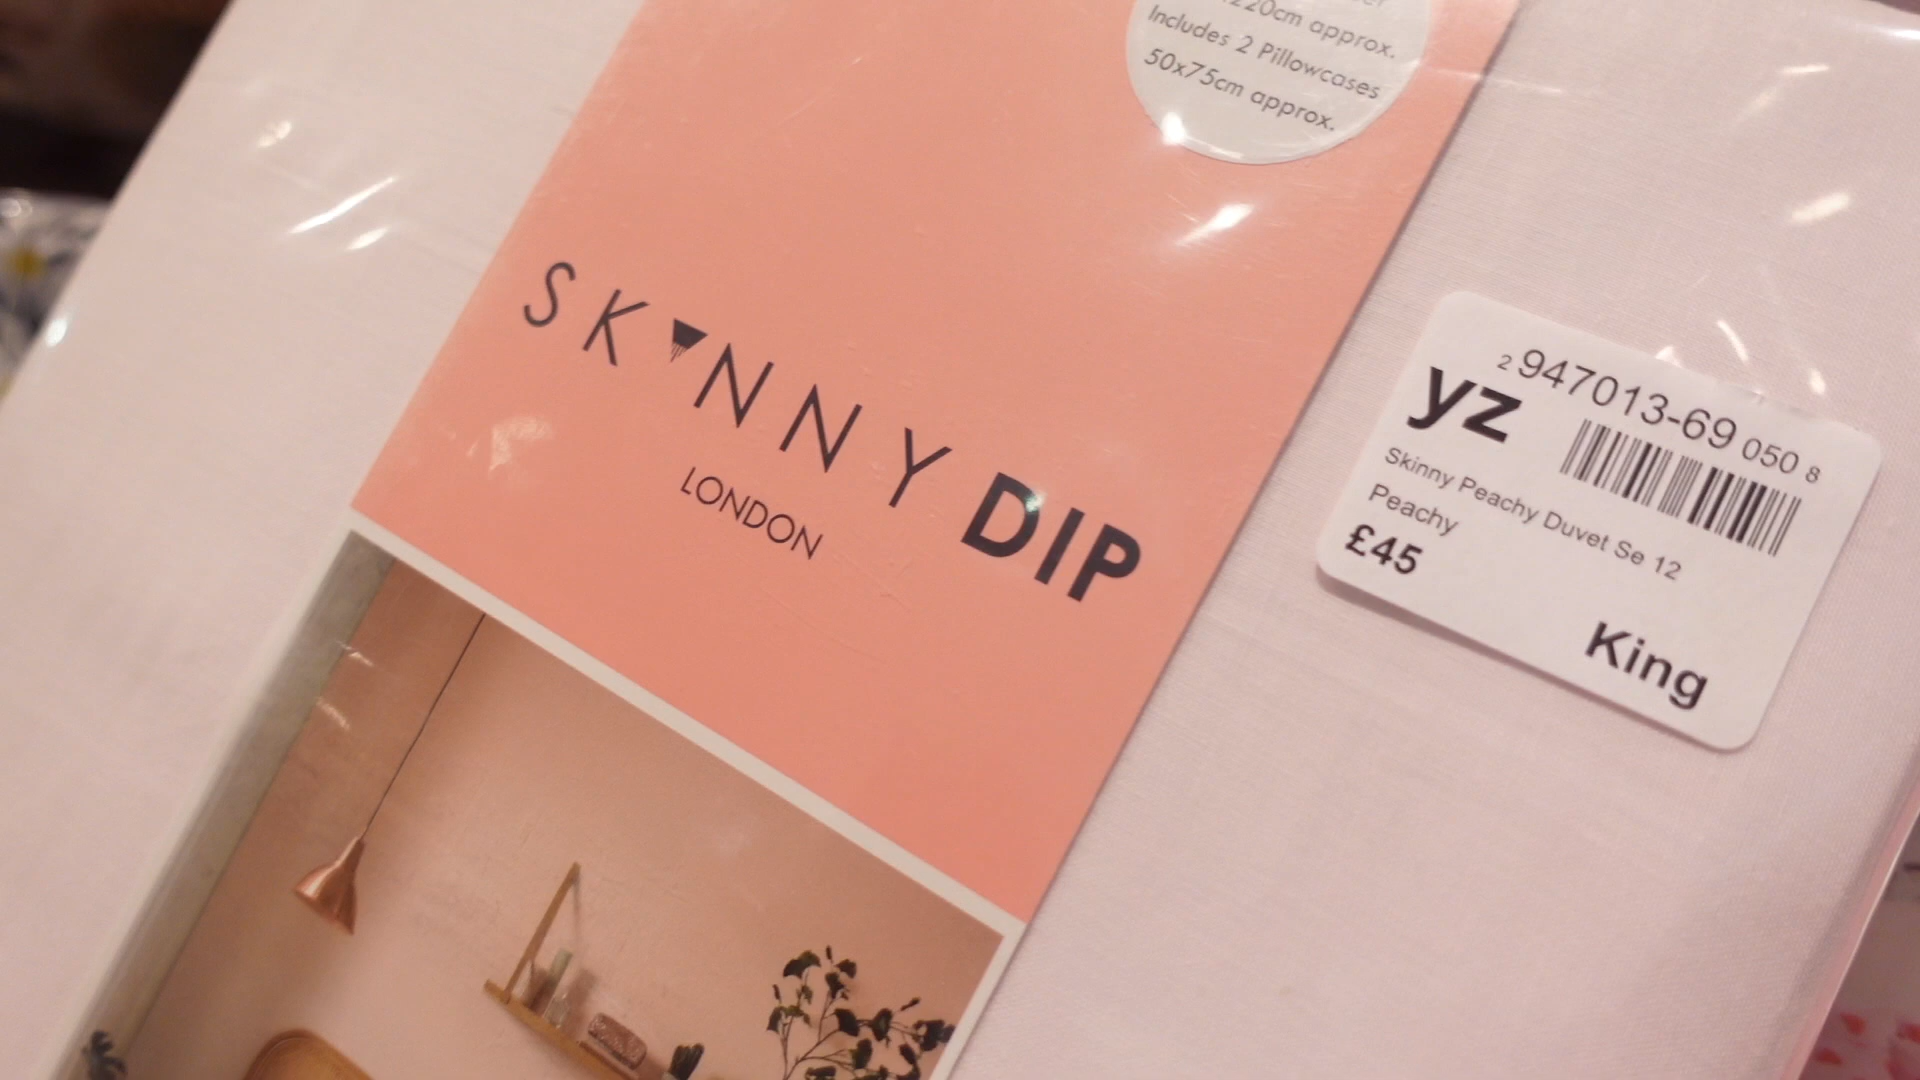 220cm approx.
Includes 2 Pillowcases
50x75cm approx.
SKINNY DIP
LONDON
2 947013-69 050 8
yz
Skinny Peachy Duvet Se 12
Peachy
£45
King